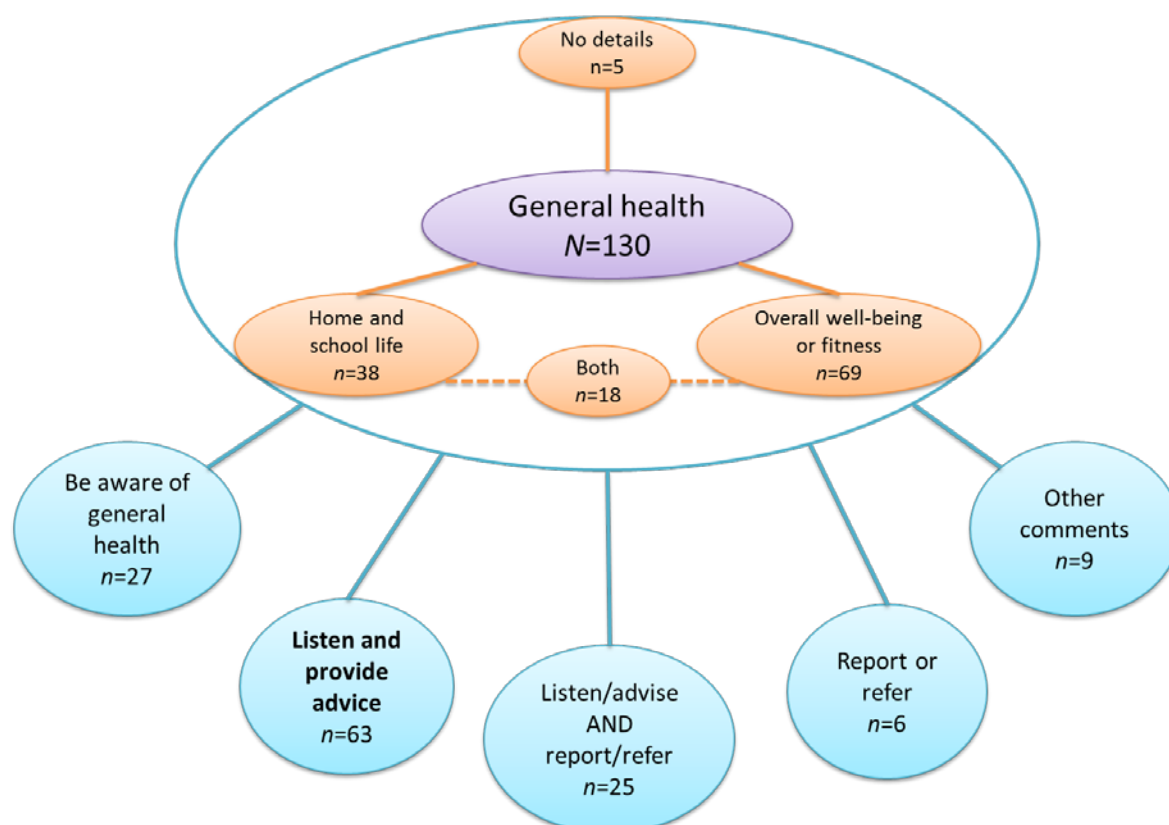 No details
n=5
General health
N=130
Home and
school life
n=38
Both
n=18
Overall well-being
or fitness
n=69
Be aware of
general
health
n=27
Listen and
provide
advice
n=63
Listen/advise
AND
report/refer
n=25
Report or
refer
n=6
Other
comments
n=9